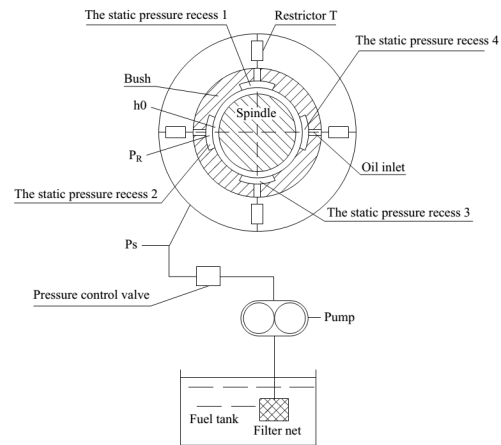 The static pressure recess 1
Restrictor T
The static pressure recess 4
Bush
h0
Spindle
PR
Oil inlet
The static pressure recess 2
The static pressure recess 3
Ps
Pressure control valve
Pump
Fuel tank
Filter net